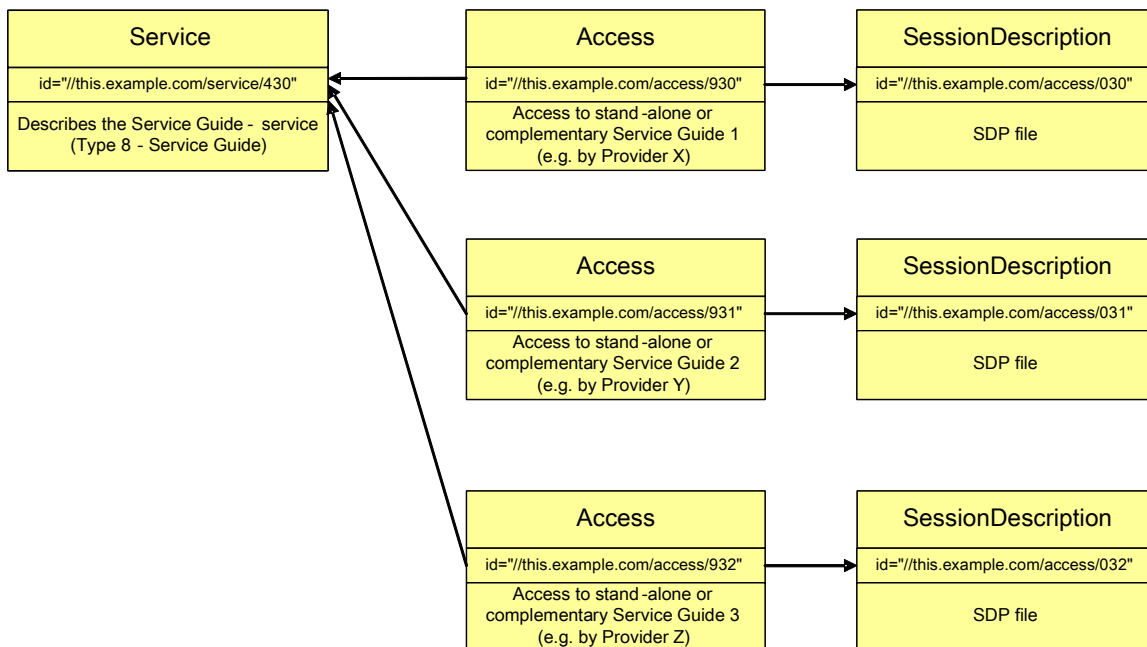 Service
id="//this.example.com/service/430"
Describes the Service Guide - service
(Type 8 - Service Guide)
Access
id="//this.example.com/access/930"
Access to stand-alone or
complementary Service Guide 1
(e.g. by Provider X)
SessionDescription
id="//this.example.com/access/030"
SDP file
Access
id="//this.example.com/access/931"
Access to stand-alone or
complementary Service Guide 2
(e.g. by Provider Y)
SessionDescription
id="//this.example.com/access/031"
SDP file
Access
id="//this.example.com/access/932"
Access to stand-alone or
complementary Service Guide 3
(e.g. by Provider Z)
SessionDescription
id="//this.example.com/access/032"
SDP file